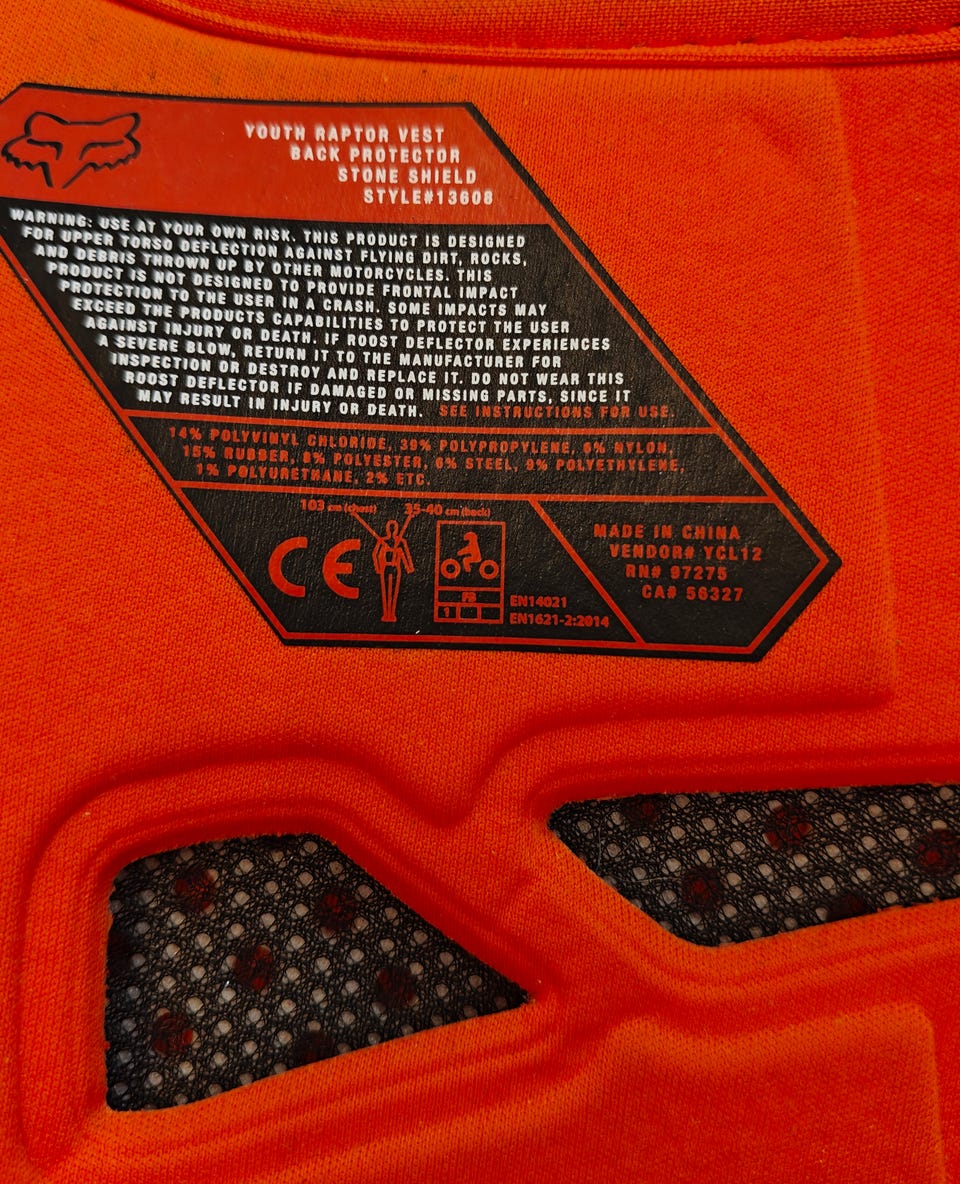 YOUTH RAPTOR VEST
BACK PROTECTOR
STONE SHIELD
STYLE#13608
WARNING: USE AT YOUR OWN RISK. THIS PRODUCT IS DESIGNED
FOR UPPER TORSO DEFLECTION AGAINST FLYING DIRT, ROCKS,
AND DEBRIS THROWN UP BY OTHER MOTORCYCLES. THIS
PRODUCT IS NOT DESIGNED TO PROVIDE FRONTAL IMPACT
PROTECTION TO THE USER IN A CRASH. SOME IMPACTS MAY
EXCEED THE PRODUCTS CAPABILITIES TO PROTECT THE USER
AGAINST INJURY OR DEATH. IF ROOST DEFLECTOR EXPERIENCES
A SEVERE BLOW, RETURN IT TO THE MANUFACTURER FOR
INSPECTION OR DESTROY AND REPLACE IT. DO NOT WEAR THIS
ROOST DEFLECTOR IF DAMAGED OR MISSING PARTS, SINCE IT
MAY RESULT IN INJURY OR DEATH. SEE INSTRUCTIONS FOR USE.
14% POLYVINYL CHLORIDE, 39% POLYPROPYLENE, 6% NYLON,
15% RUBBER, 8% POLYESTER, 6% STEEL, 9% POLYETHYLENE,
1% POLYURETHANE, 2% ETC.
103 cm (chest) 35-40 cm (back)
CE
FB
1
EN14021
EN1621-2:2014
MADE IN CHINA
VENDOR# YCL12
RN# 97275
CA# 56327